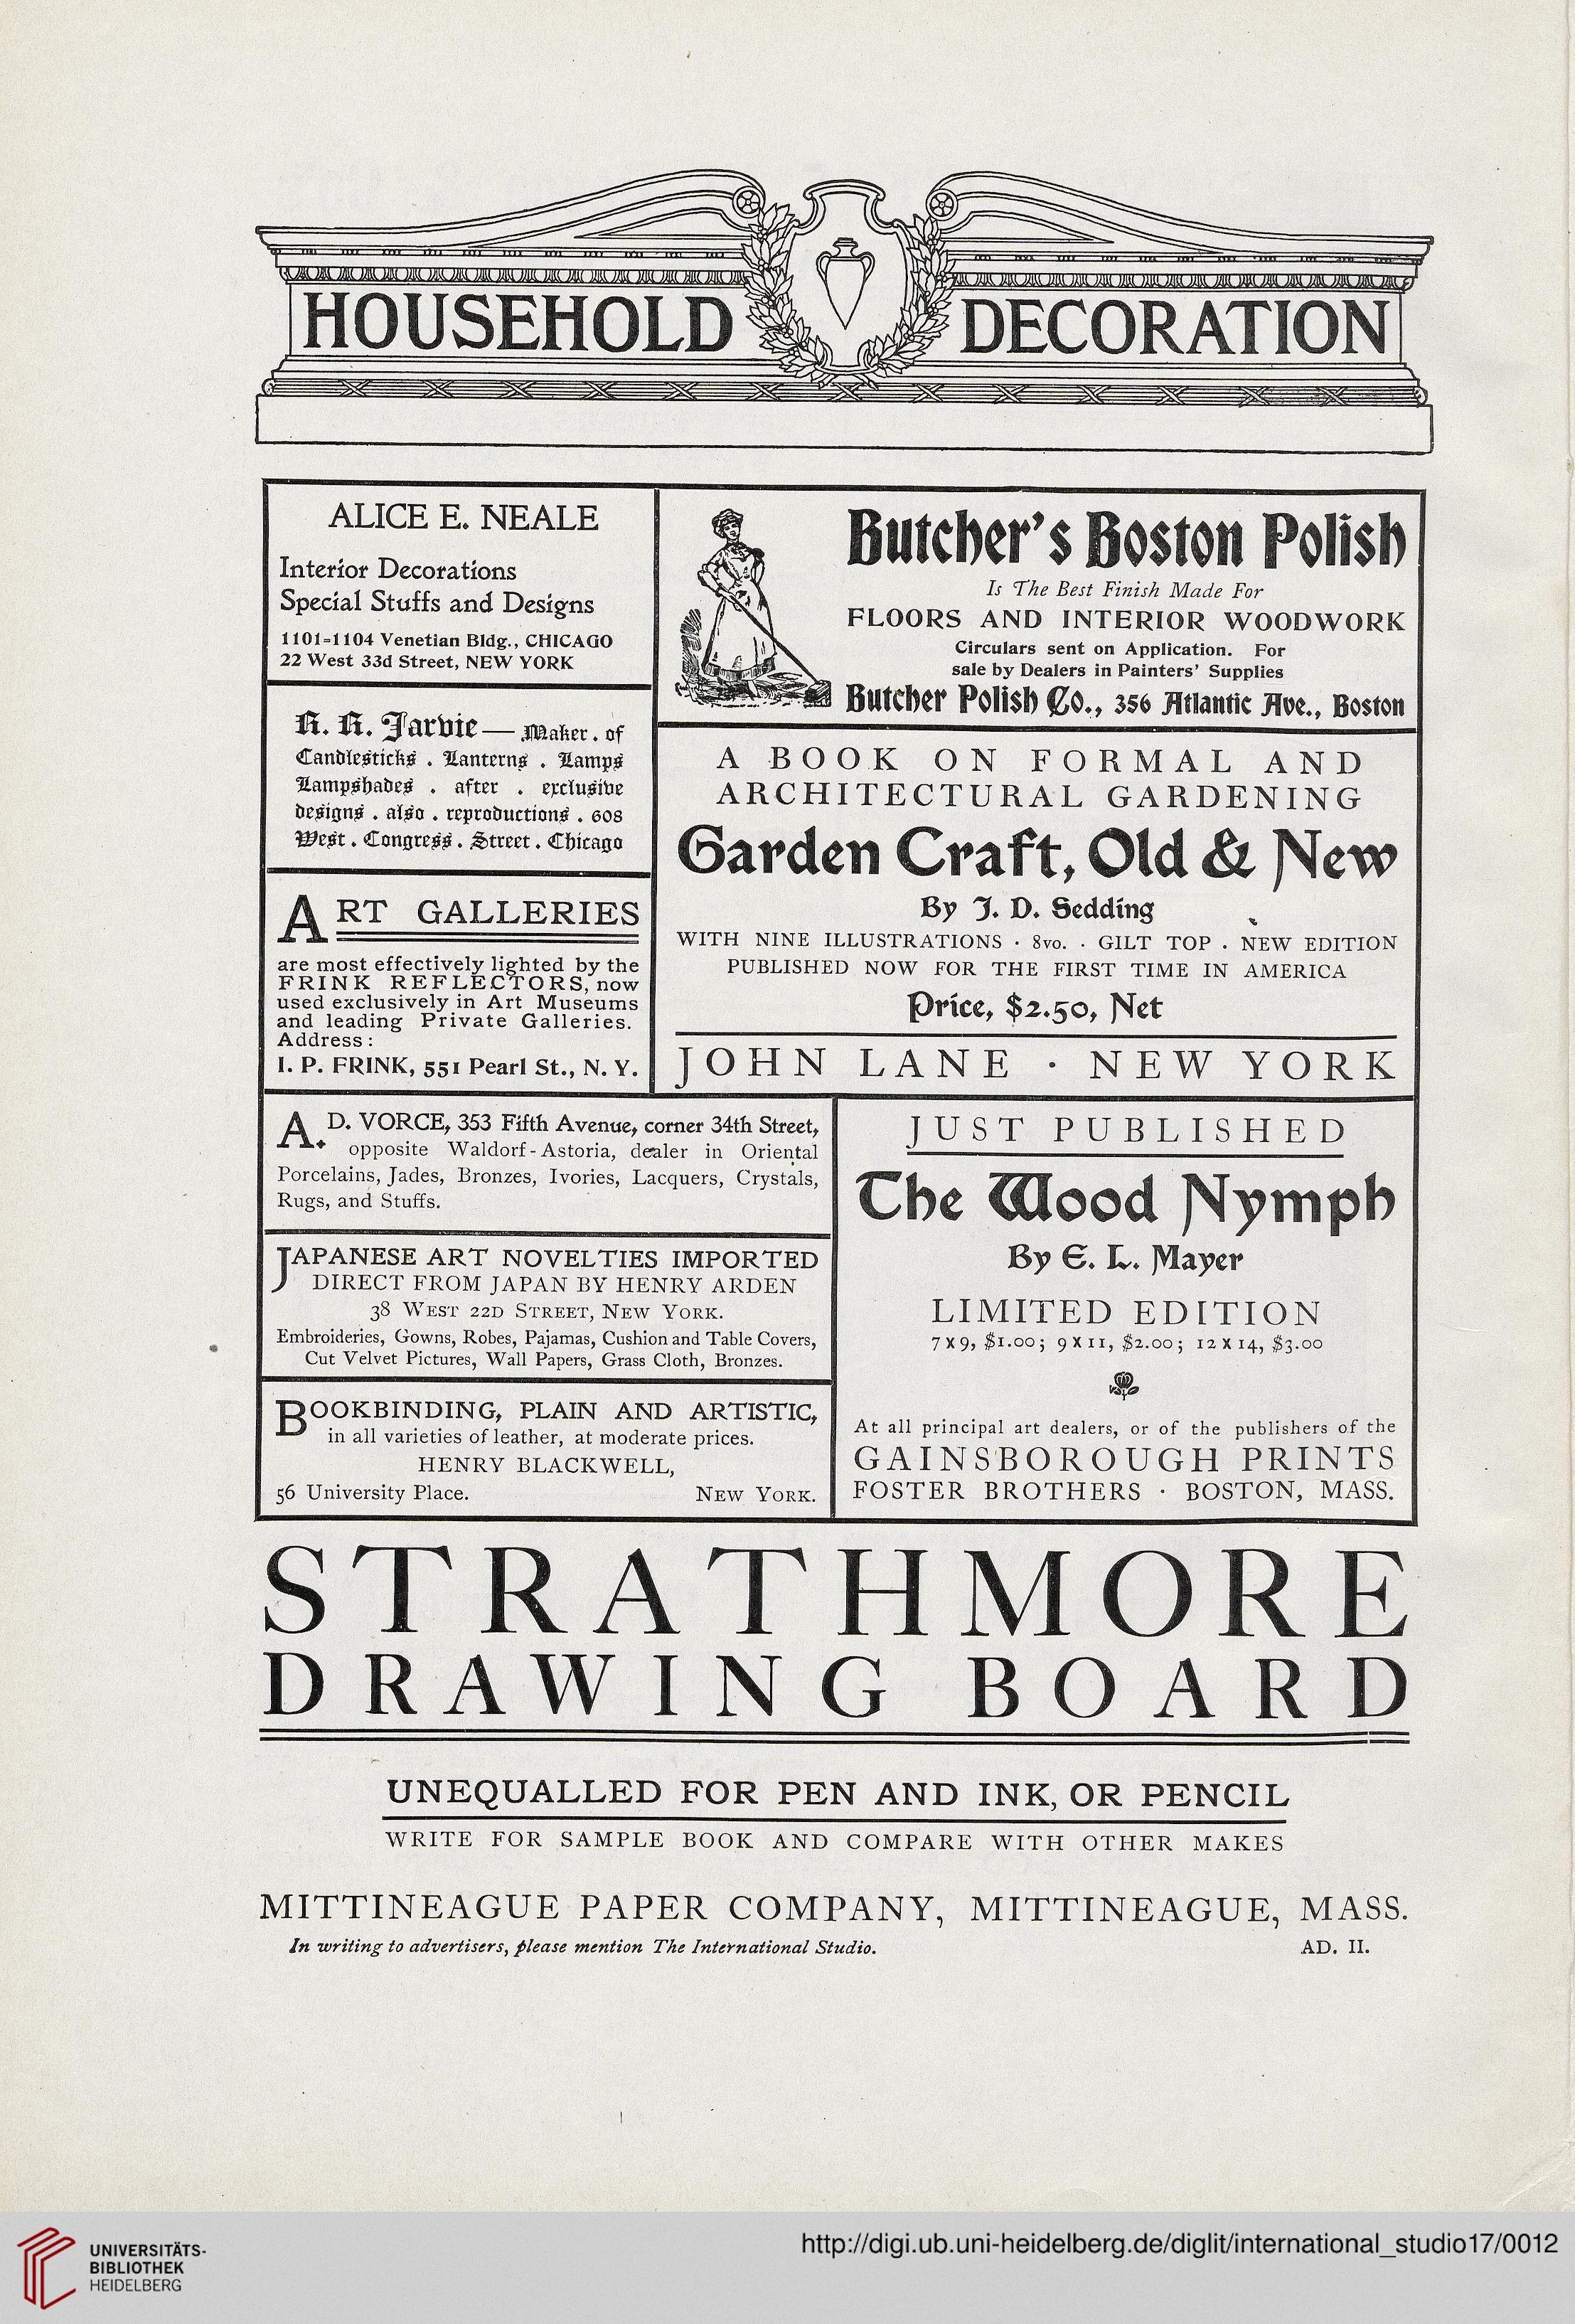 HOUSEHOLD DECORATION
ALICE E. NEALE
Interior Decorations
Special Stuffs and Designs
1101-1104 Venetian Bldg., CHICAGO
22 West 33d Street, NEW YORK
R. R. Jarvie — Maker . of
Candlesticks . Lanterns . Lamps
Lampshades . after . exclusive
designs . also . reproductions . 608
West . Congress . Street . Chicago
ART GALLERIES
are most effectively lighted by the
FRINK REFLECTORS, now
used exclusively in Art Museums
and leading Private Galleries.
Address:
I. P. FRINK, 551 Pearl St., N. Y.
Butcher's Boston Polish
Is The Best Finish Made For
FLOORS AND INTERIOR WOODWORK
Circulars sent on Application. For
sale by Dealers in Painters' Supplies
Butcher Polish Co., 356 Atlantic Ave., Boston
A BOOK ON FORMAL AND
ARCHITECTURAL GARDENING
Garden Craft, Old & New
By J. D. Sedding
WITH NINE ILLUSTRATIONS · 8vo. · GILT TOP . NEW EDITION
PUBLISHED NOW FOR THE FIRST TIME IN AMERICA
Price, $2.50, Net
JOHN LANE · NEW YORK
A. D. VORCE, 353 Fifth Avenue, corner 34th Street,
opposite Waldorf-Astoria, dealer in Oriental
Porcelains, Jades, Bronzes, Ivories, Lacquers, Crystals,
Rugs, and Stuffs.
JAPANESE ART NOVELTIES IMPORTED
DIRECT FROM JAPAN BY HENRY ARDEN
38 WEST 22D STREET, NEW YORK.
Embroideries, Gowns, Robes, Pajamas, Cushion and Table Covers,
Cut Velvet Pictures, Wall Papers, Grass Cloth, Bronzes.
BOOKBINDING, PLAIN AND ARTISTIC,
in all varieties of leather, at moderate prices.
HENRY BLACKWELL,
56 University Place. NEW YORK.
JUST PUBLISHED
The Wood Nymph
By E. L. Mayer
LIMITED EDITION
7 X 9, $1.00; 9 X 11, $2.00; 12 X 14, $3.00
At all principal art dealers, or of the publishers of the
GAINSBOROUGH PRINTS
FOSTER BROTHERS · BOSTON, MASS.
STRATHMORE
DRAWING BOARD
UNEQUALLED FOR PEN AND INK, OR PENCIL
WRITE FOR SAMPLE BOOK AND COMPARE WITH OTHER MAKES
MITTINEAGUE PAPER COMPANY, MITTINEAGUE, MASS.
In writing to advertisers, please mention The International Studio. AD. II.
UNIVERSITÄTS-
BIBLIOTHEK
HEIDELBERG
http://digi.ub.uni-heidelberg.de/diglit/international_studio17/0012